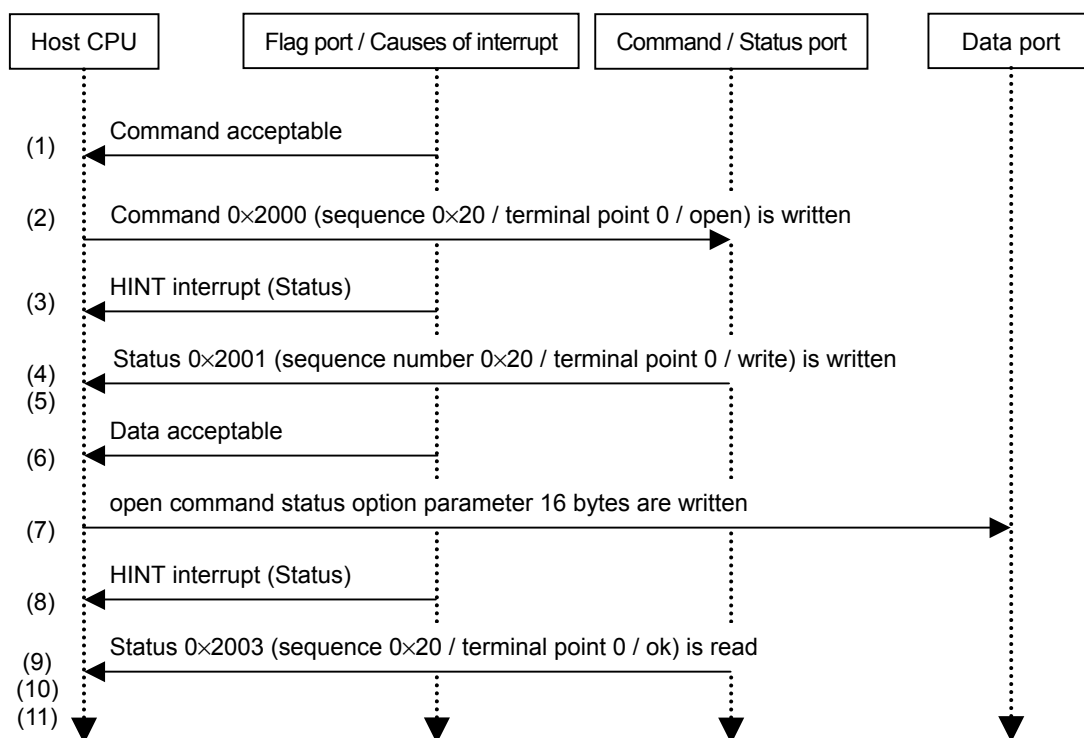 Host CPU
Flag port / Causes of interrupt
Command / Status port
Data port
(1)
Command acceptable
(2)
Command 0×2000 (sequence 0×20 / terminal point 0 / open) is written
(3)
HINT interrupt (Status)
(4)
Status 0×2001 (sequence number 0×20 / terminal point 0 / write) is written
(5)
(6)
Data acceptable
(7)
open command status option parameter 16 bytes are written
(8)
HINT interrupt (Status)
(9)
Status 0×2003 (sequence 0×20 / terminal point 0 / ok) is read
(10)
(11)